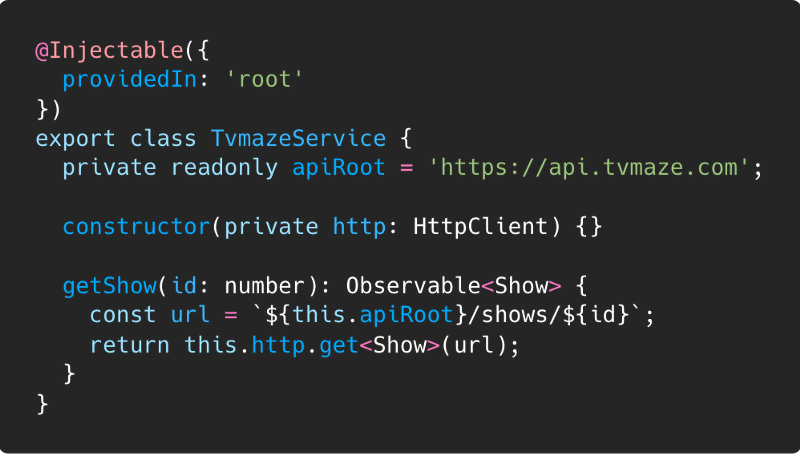 @Injectable({
  providedIn: 'root'
})
export class TvmazeService {
  private readonly apiRoot = 'https://api.tvmaze.com';

  constructor(private http: HttpClient) {}

  getShow(id: number): Observable<Show> {
    const url = `${this.apiRoot}/shows/${id}`;
    return this.http.get<Show>(url);
  }
}